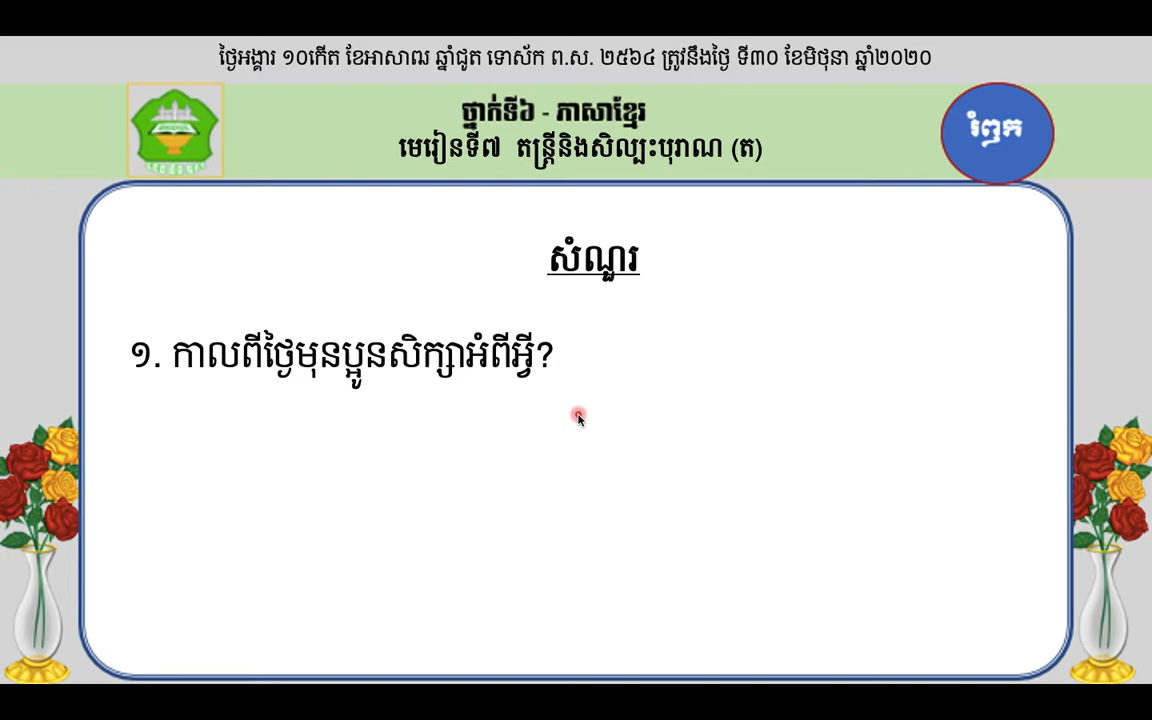 ថ្ងៃអង្គារ ១០កើត ខែអាសាឍ ឆ្នាំជូត ទោស័ក ព.ស. ២៥៦៤ ត្រូវនឹងថ្ងៃ ទី៣០ ខែមិថុនា ឆ្នាំ២០២០
ថ្នាក់ទី៦ - ភាសាខ្មែរ
មេរៀនទី៧ តន្ត្រីនិងសិល្បះបុរាណ (ត)
រំឭក
សំណួរ
១. កាលពីថ្ងៃមុនប្អូនសិក្សាអំពីអ្វី?